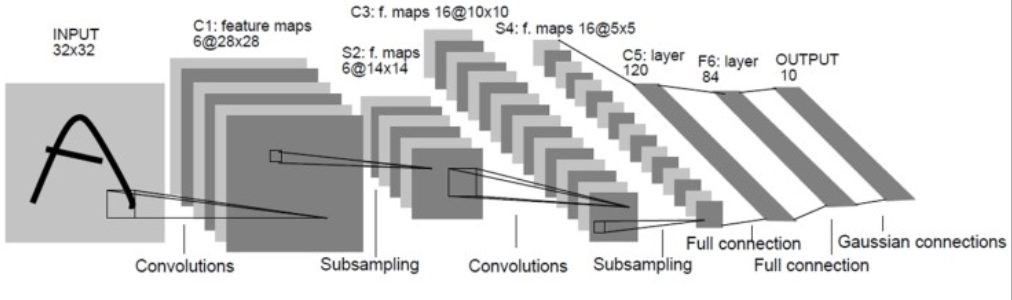 INPUT
32x32
C1: feature maps
6@28x28
S2: f. maps
6@14x14
C3: f. maps 16@10x10
S4: f. maps 16@5x5
C5: layer
120
F6: layer
84
OUTPUT
10
Convolutions
Subsampling
Convolutions
Subsampling
Full connection
Full connection
Gaussian connections